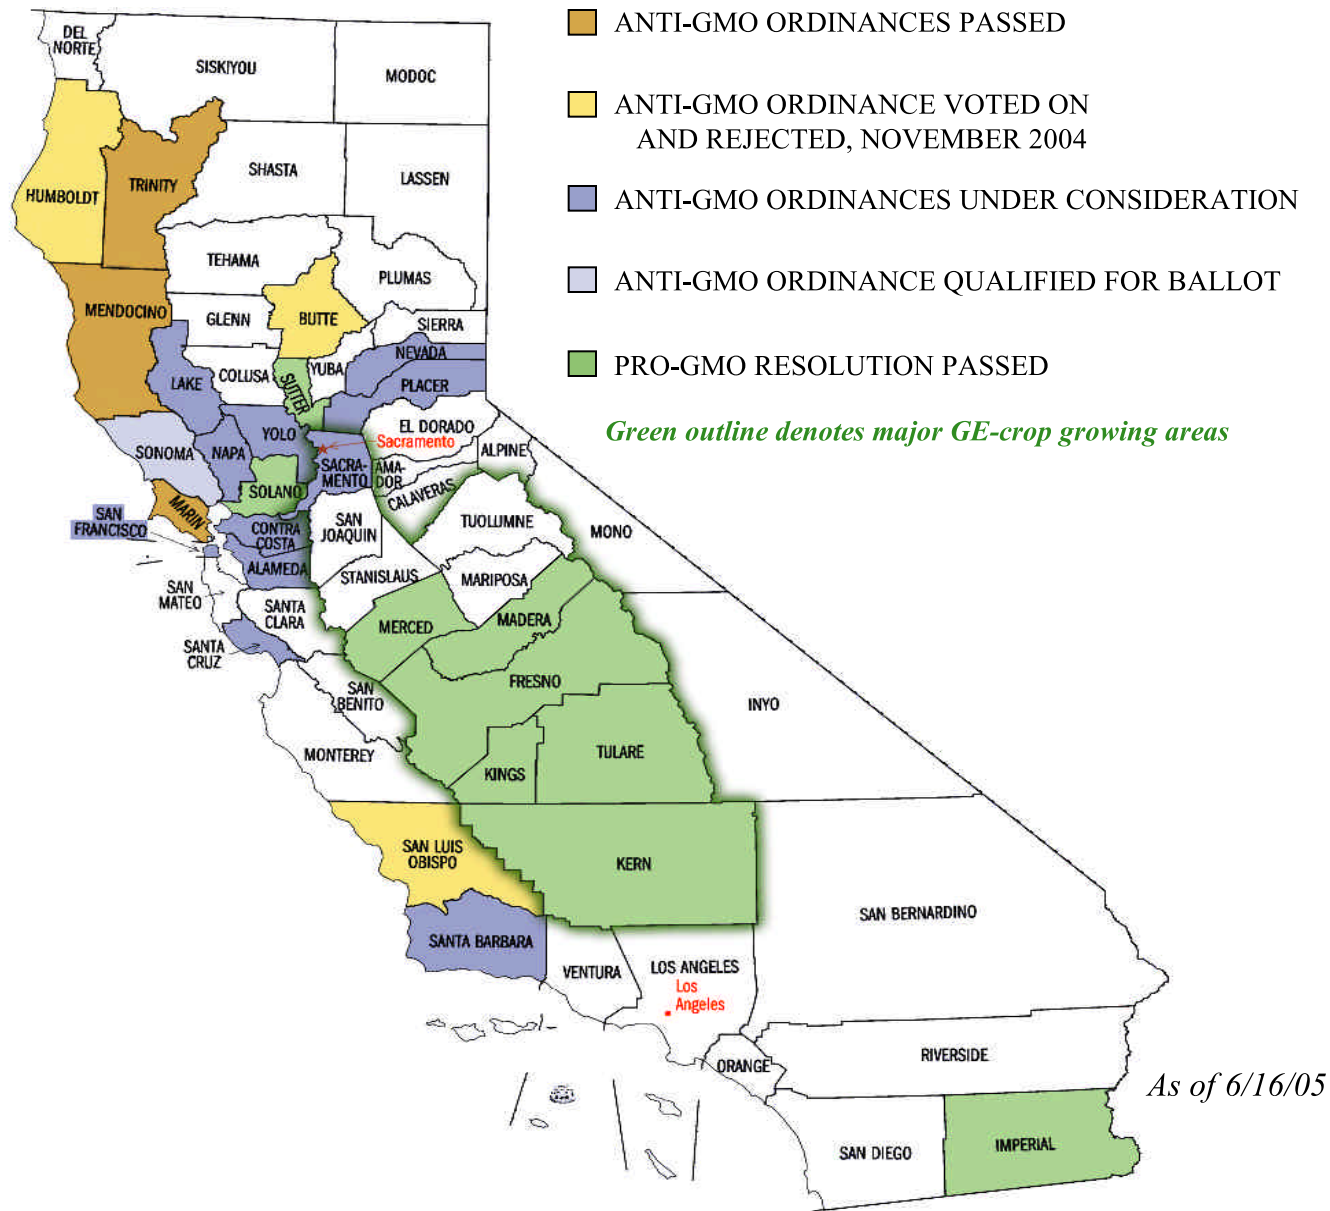 ANTI-GMO ORDINANCES PASSED
ANTI-GMO ORDINANCE VOTED ON
AND REJECTED, NOVEMBER 2004
ANTI-GMO ORDINANCES UNDER CONSIDERATION
ANTI-GMO ORDINANCE QUALIFIED FOR BALLOT
PRO-GMO RESOLUTION PASSED
Green outline denotes major GE-crop growing areas
DEL
NORTE
SISKIYOU
MODOC
HUMBOLDT
TRINITY
SHASTA
LASSEN
TEHAMA
PLUMAS
MENDOCINO
GLENN
BUTTE
SIERRA
NEVADA
LAKE
COLUSA
SUTTER
YUBA
PLACER
EL DORADO
Sacramento
SONOMA
NAPA
YOLO
SACRA-
MENTO
AMA-
DOR
ALPINE
SOLANO
CALAVERAS
MARIN
SAN
FRANCISCO
CONTRA
COSTA
SAN
JOAQUIN
TUOLUMNE
MONO
ALAMEDA
STANISLAUS
MARIPOSA
SAN
MATEO
SANTA
CLARA
MERCED
MADERA
SANTA
CRUZ
SAN
BENITO
FRESNO
INYO
MONTEREY
KINGS
TULARE
SAN LUIS
OBISPO
KERN
SAN BERNARDINO
SANTA BARBARA
VENTURA
LOS ANGELES
Los
Angeles
ORANGE
RIVERSIDE
As of 6/16/05
SAN DIEGO
IMPERIAL